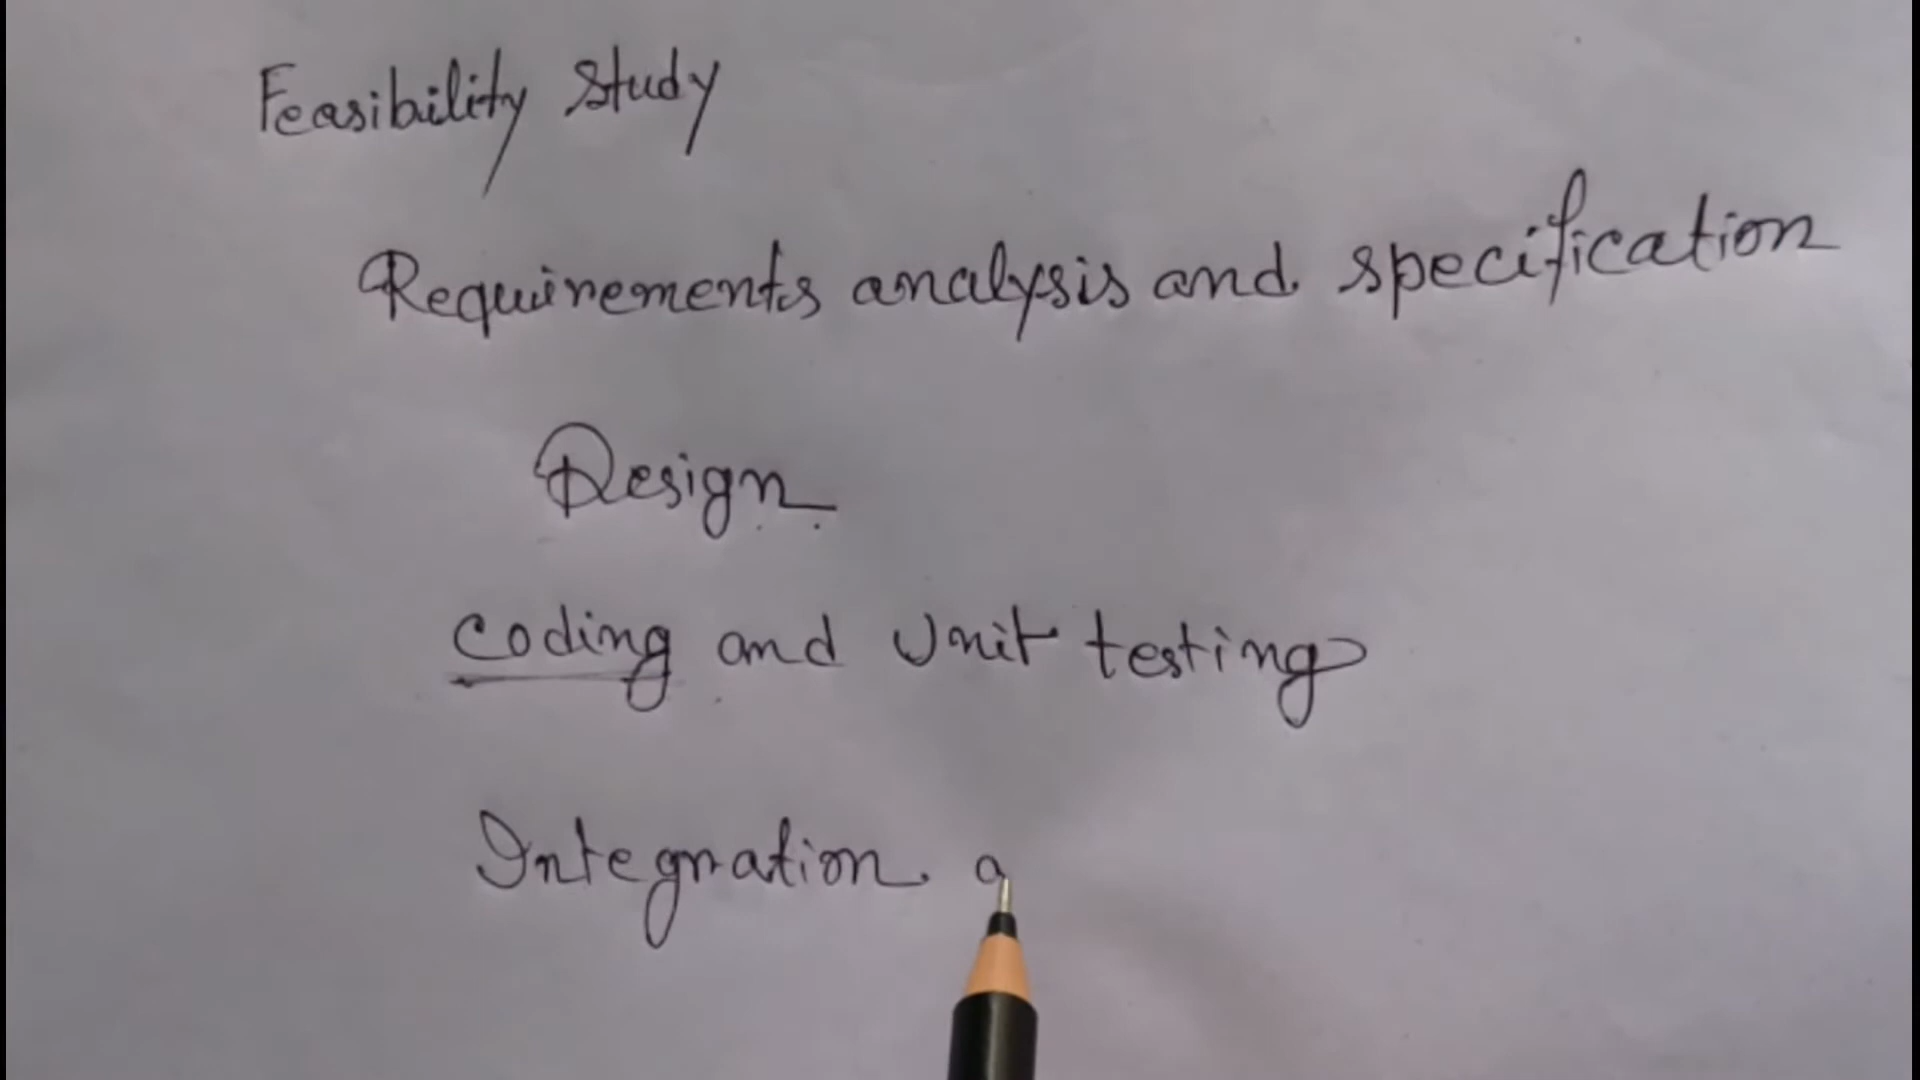 Feasibility study
Requirements analysis and specification
Design
Coding and Unit testing
Integration a